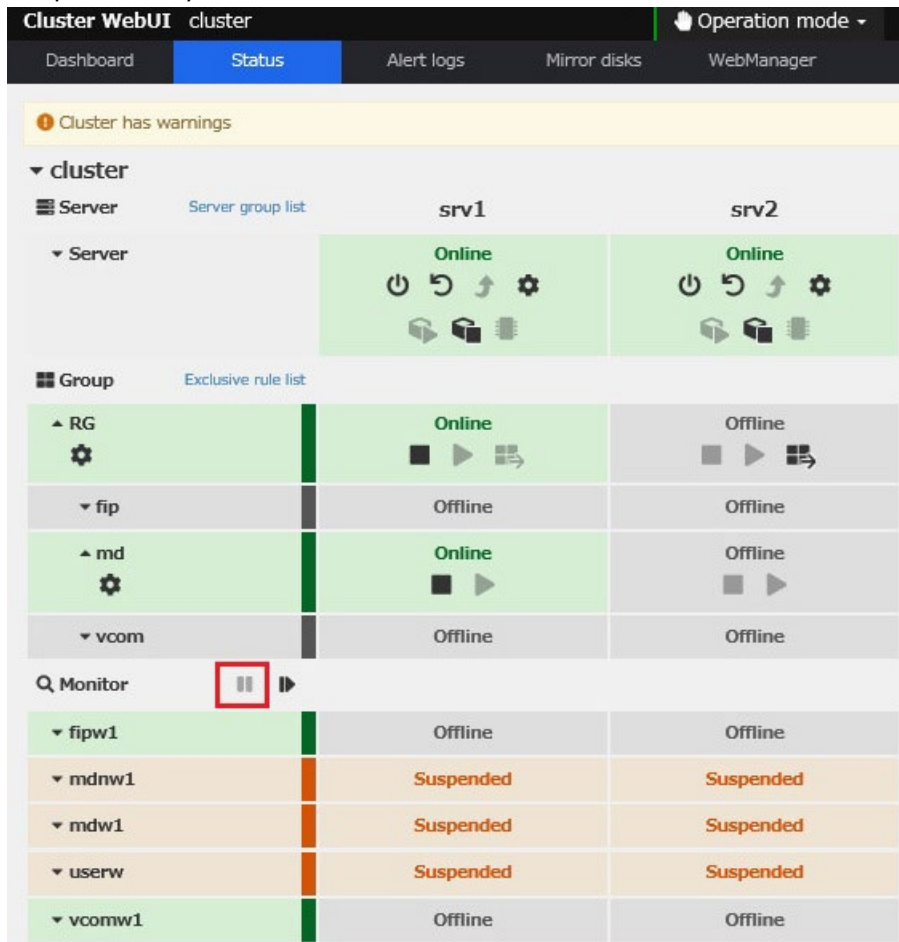 Cluster WebUI cluster Operation mode
Dashboard Status Alert logs Mirror disks WebManager
Cluster has warnings
cluster
Server Server group list srv1 srv2
Server Online Online
Group Exclusive rule list
RG Online Offline
fip Offline Offline
md Online Offline
vcom Offline Offline
Monitor
fipw1 Offline Offline
mdnw1 Suspended Suspended
mdw1 Suspended Suspended
userw Suspended Suspended
vcomw1 Offline Offline